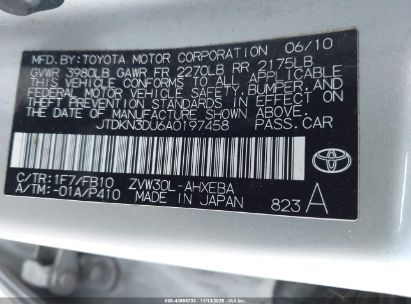 MFD.BY:TOYOTA MOTOR CORPORATION 06/10
GVWR 3980LB GAWR FR 2270LB RR 2175LB
THIS VEHICLE CONFORMS TO ALL APPLICABLE
FEDERAL MOTOR VEHICLE SAFETY, BUMPER, AND
THEFT PREVENTION STANDARDS IN EFFECT ON
THE DATE OF MANUFACTURE SHOWN ABOVE.
JTDKN3DU6A0197458 PASS.CAR
C/TR:1F7/FB10 ZVW30L-AHXEBA
A/TM:-01A/P410 MADE IN JAPAN 823 A
TOYOTA